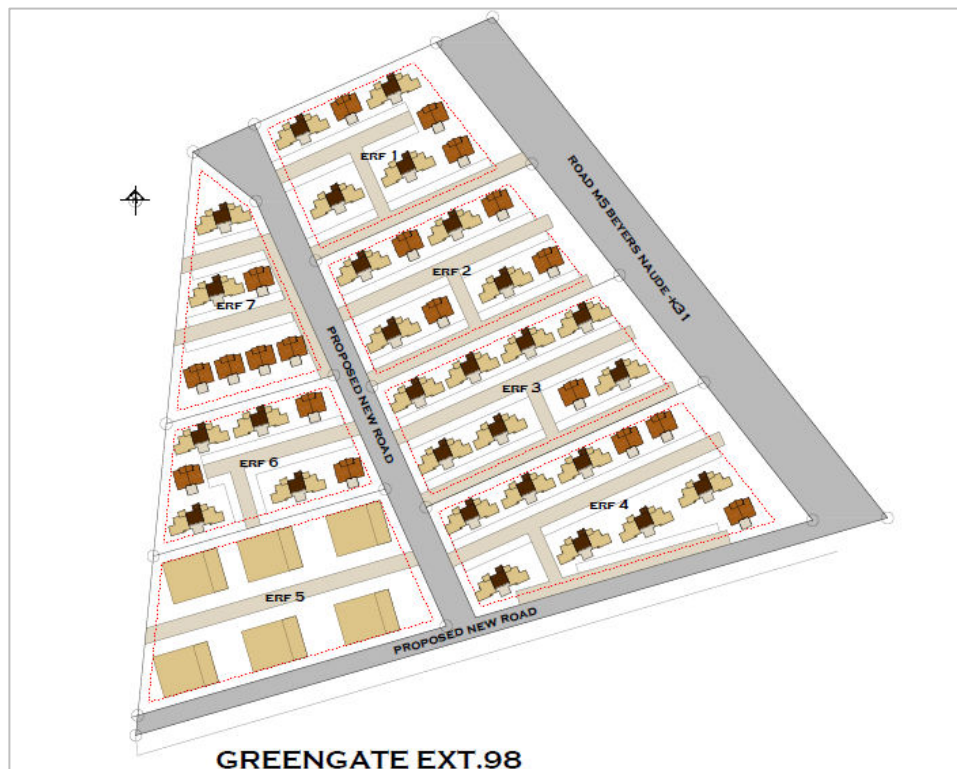 ERF 1
ROAD M5 BEYERS NAUDE -K31
ERF 2
ERF 7
PROPOSED NEW ROAD
ERF 3
ERF 6
ERF 4
ERF 5
PROPOSED NEW ROAD
GREENGATE EXT.98